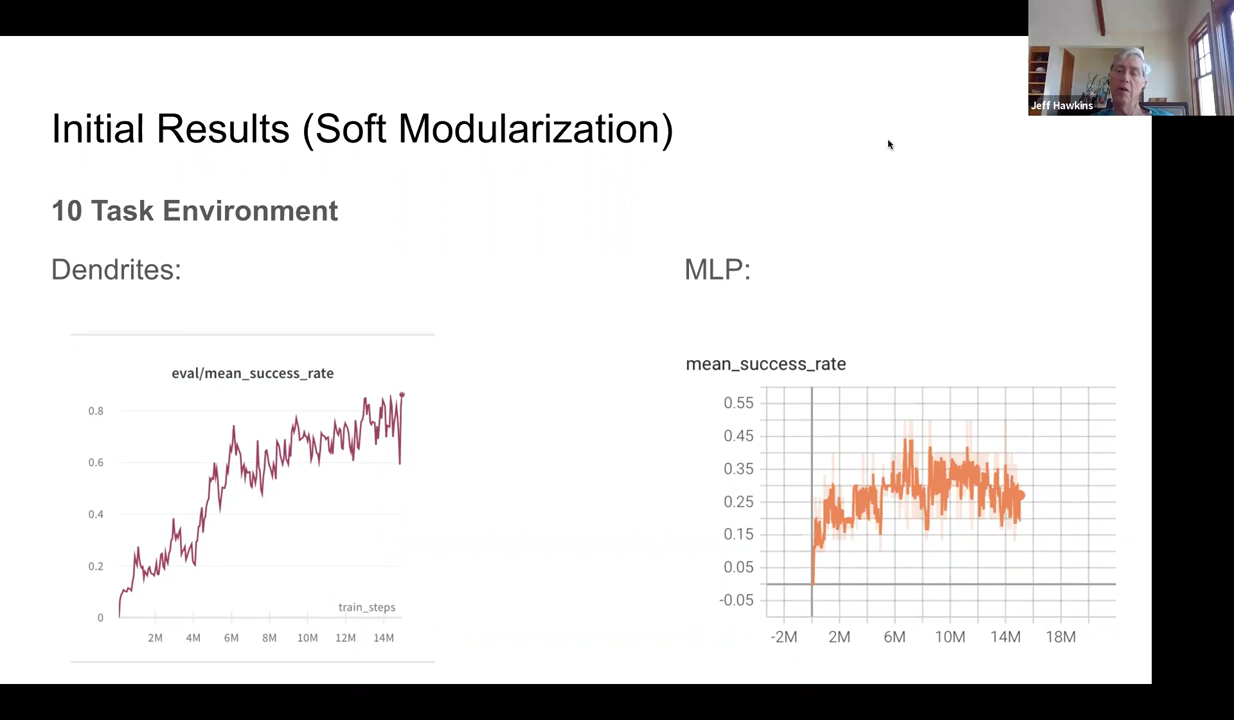 Jeff Hawkins
Initial Results (Soft Modularization)
10 Task Environment
Dendrites:
MLP:
eval/mean_success_rate
0.8
0.6
0.4
0.2
0
train_steps
2M 4M 6M 8M 10M 12M 14M
mean_success_rate
0.55
0.45
0.35
0.25
0.15
0.05
-0.05
-2M 2M 6M 10M 14M 18M